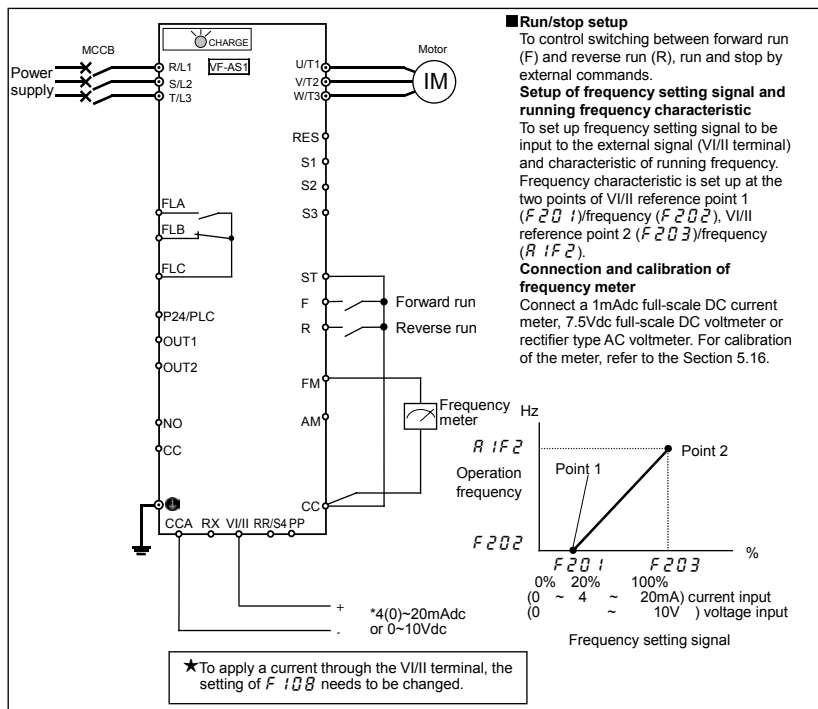 CHARGE
VF-AS1
MCCB
Power
supply
R/L1
S/L2
T/L3
U/T1
V/T2
W/T3
Motor
IM
RES
S1
S2
S3
FLA
FLB
FLC
ST
F
Forward run
R
Reverse run
P24/PLC
OUT1
OUT2
FM
Frequency
meter
AM
NO
CC
CC
CCA RX VI/II RR/S4 PP
+ *4(0)~20mAdc
- or 0~10Vdc
★To apply a current through the VI/II terminal, the
setting of F108 needs to be changed.
■Run/stop setup
To control switching between forward run
(F) and reverse run (R), run and stop by
external commands.
Setup of frequency setting signal and
running frequency characteristic
To set up frequency setting signal to be
input to the external signal (VI/II terminal)
and characteristic of running frequency.
Frequency characteristic is set up at the
two points of VI/II reference point 1
(F201)/frequency (F202), VI/II
reference point 2 (F203)/frequency
(A1F2).
Connection and calibration of
frequency meter
Connect a 1mAdc full-scale DC current
meter, 7.5Vdc full-scale DC voltmeter or
rectifier type AC voltmeter. For calibration
of the meter, refer to the Section 5.16.
Hz
A1F2
Point 2
Operation
frequency
Point 1
F202
%
F201 F203
0% 20% 100%
(0 ~ 4 ~ 20mA) current input
(0 ~ 10V ) voltage input
Frequency setting signal